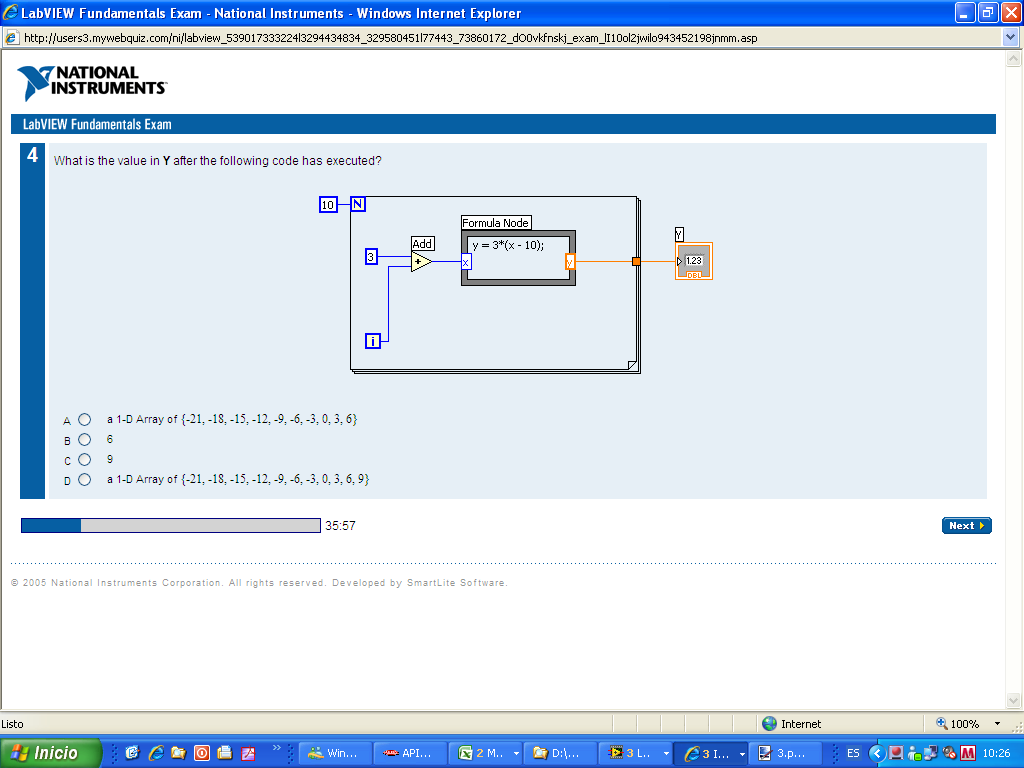 LabVIEW Fundamentals Exam - National Instruments - Windows Internet Explorer
http://users3.mywebquiz.com/ni/labview_539017333224l3294434834_329580451l77443_73860172_dO0vkfnskj_exam_lI10ol2jwilo943452198jnmm.asp
NATIONAL
INSTRUMENTS™
LabVIEW Fundamentals Exam
4 What is the value in Y after the following code has executed?
10 N
Formula Node
Add
y = 3*(x - 10);
3
+
x
y
Y
1.23
DBL
i
A a 1-D Array of {-21, -18, -15, -12, -9, -6, -3, 0, 3, 6}
B 6
C 9
D a 1-D Array of {-21, -18, -15, -12, -9, -6, -3, 0, 3, 6, 9}
35:57
Next
© 2005 National Instruments Corporation. All rights reserved. Developed by SmartLite Software.
Listo Internet 100%
Inicio » Win... API... 2 M... D:\... 3 L... 3 I... 3.p... ES 10:26